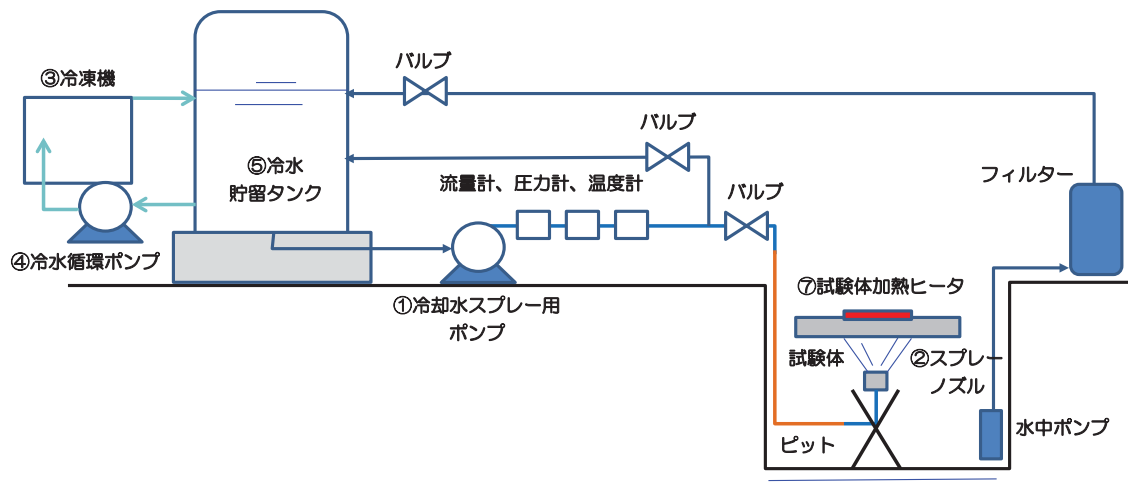 バルブ
③冷凍機
バルブ
⑤冷水
貯留タンク
フィルター
流量計、圧力計、温度計
バルブ
④冷水循環ポンプ
①冷却水スプレー用
ポンプ
⑦試験体加熱ヒータ
試験体
②スプレー
ノズル
水中ポンプ
ピット